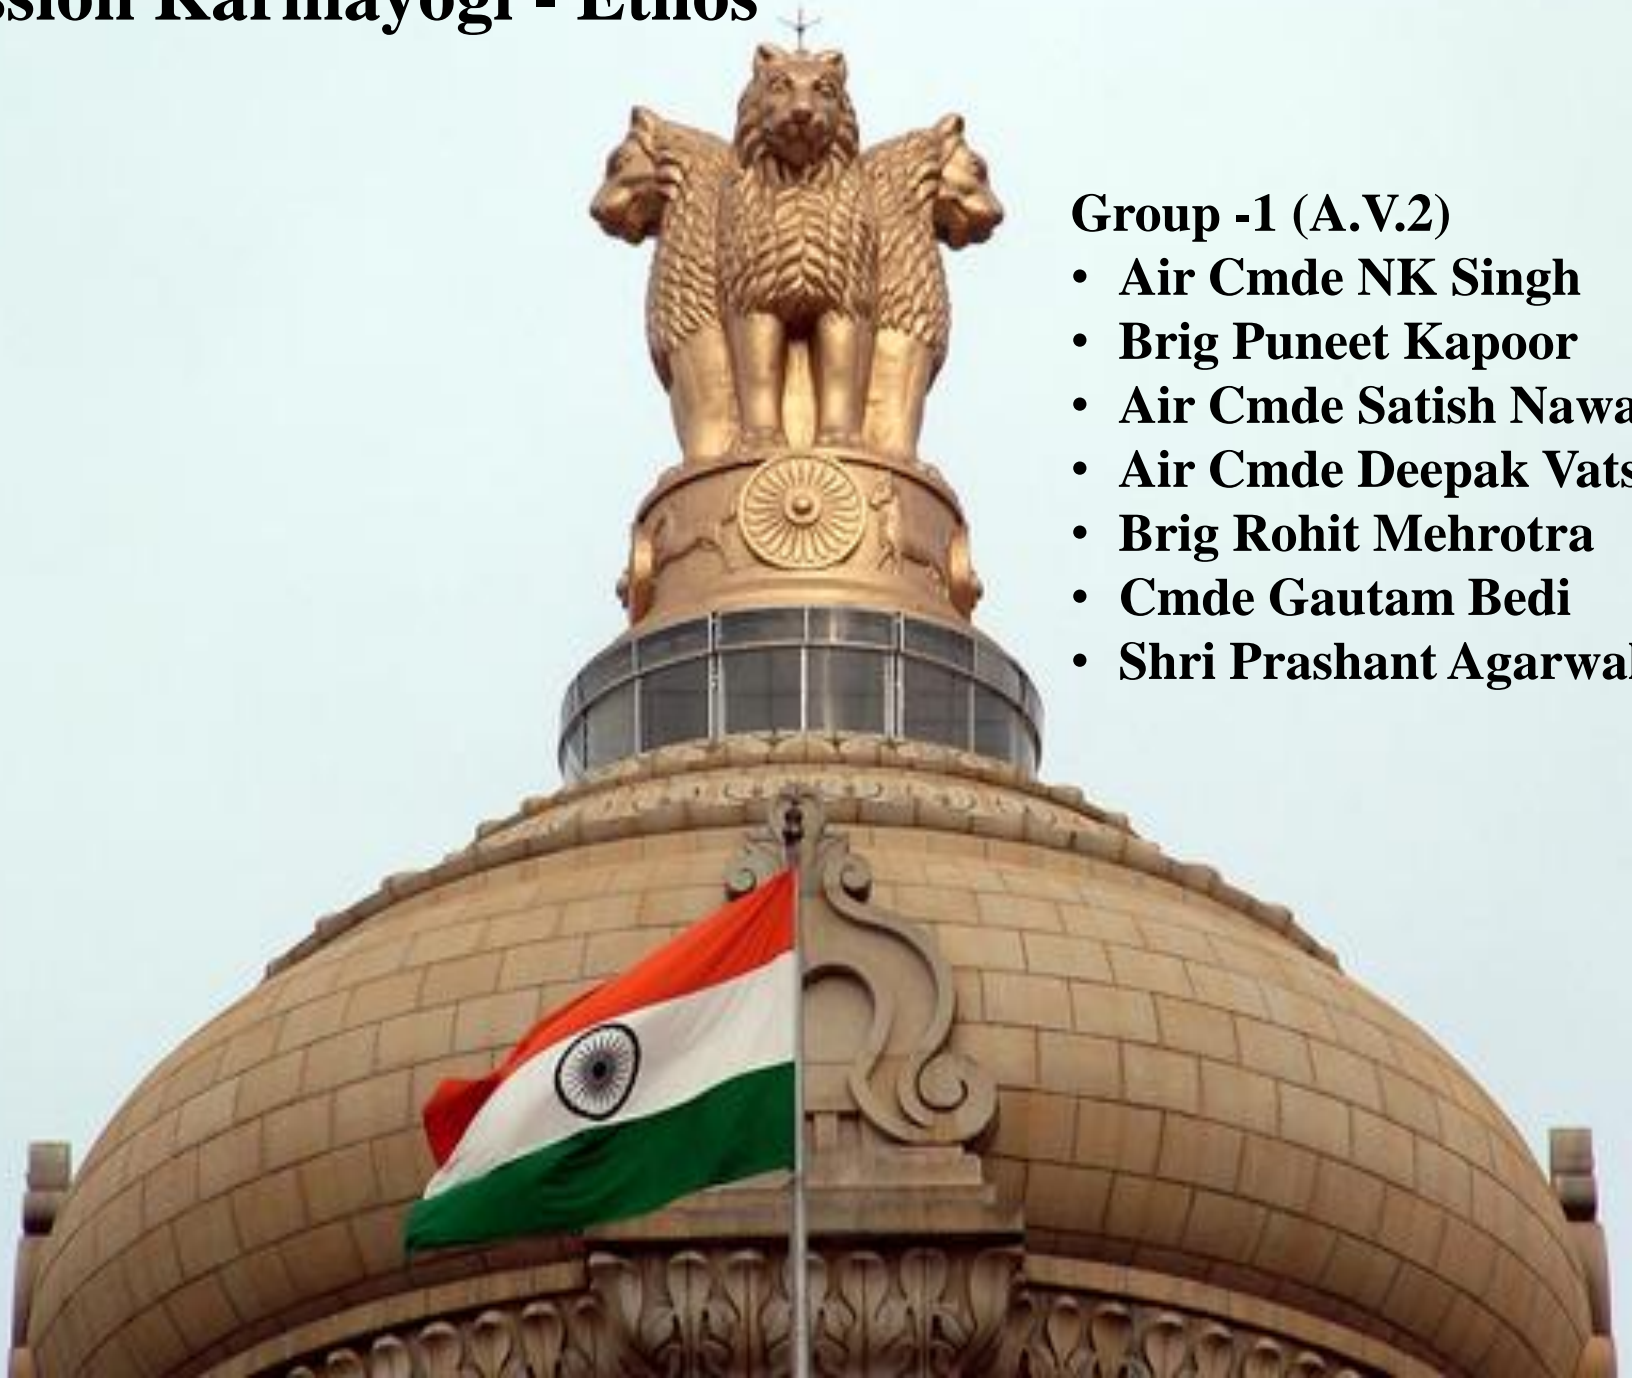 ssion Karmayogi - Ethos
Group -1 (A.V.2)
• Air Cmde NK Singh
• Brig Puneet Kapoor
• Air Cmde Satish Nawa
• Air Cmde Deepak Vats
• Brig Rohit Mehrotra
• Cmde Gautam Bedi
• Shri Prashant Agarwal